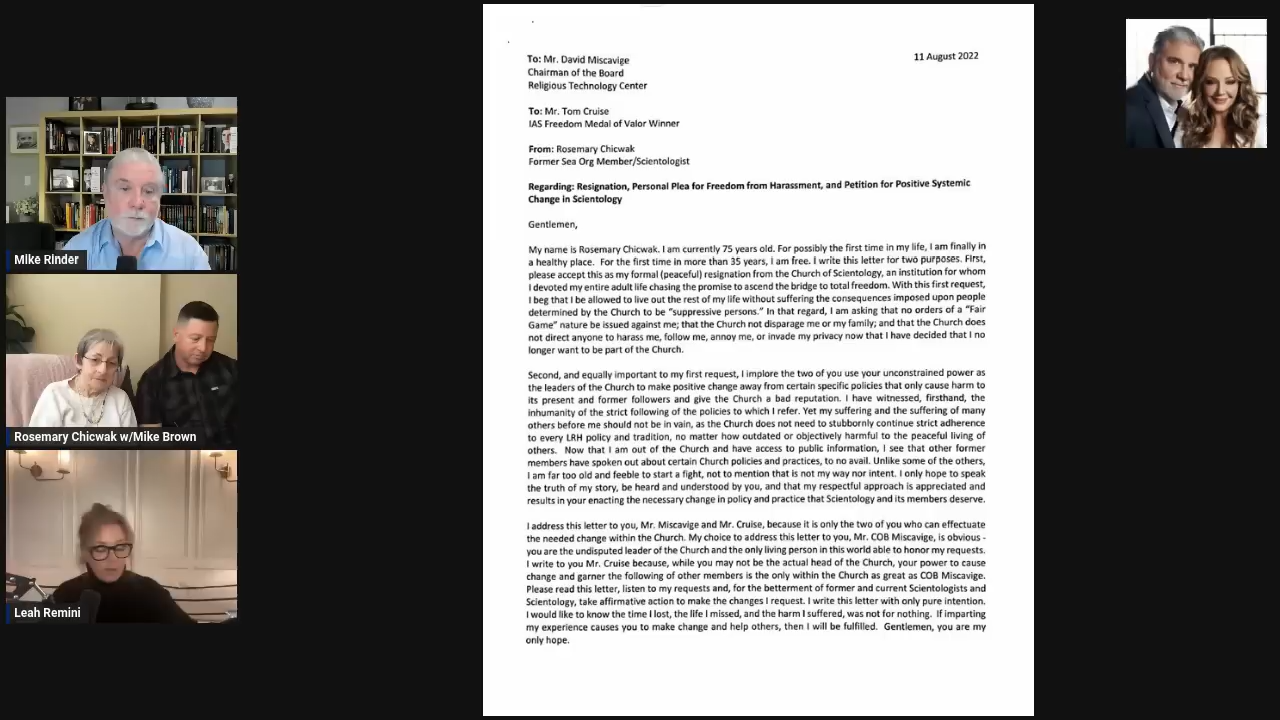 To: Mr. David Miscavige
Chairman of the Board
Religious Technology Center
11 August 2022
To: Mr. Tom Cruise
IAS Freedom Medal of Valor Winner
From: Rosemary Chicwak
Former Sea Org Member/Scientologist
Regarding: Resignation, Personal Plea for Freedom from Harassment, and Petition for Positive Systemic
Change in Scientology
Gentlemen,
My name is Rosemary Chicwak. I am currently 75 years old. For possibly the first time in my life, I am finally in
a healthy place. For the first time in more than 35 years, I am free. I write this letter for two purposes. First,
please accept this as my formal (peaceful) resignation from the Church of Scientology, an institution for whom
I devoted my entire adult life chasing the promise to ascend the bridge to total freedom. With this first request,
I beg that I be allowed to live out the rest of my life without suffering the consequences imposed upon people
determined by the Church to be "suppressive persons." In that regard, I am asking that no orders of a "Fair
Game" nature be issued against me; that the Church not disparage me or my family; and that the Church does
not direct anyone to harass me, follow me, annoy me, or invade my privacy now that I have decided that I no
longer want to be part of the Church.
Second, and equally important to my first request, I implore the two of you use your unconstrained power as
the leaders of the Church to make positive change away from certain specific policies that only cause harm to
its present and former followers and give the Church a bad reputation. I have witnessed, firsthand, the
inhumanity of the strict following of the policies to which I refer. Yet my suffering and the suffering of many
others before me should not be in vain, as the Church does not need to stubbornly continue strict adherence
to every LRH policy and tradition, no matter how outdated or objectively harmful to the peaceful living of
others. Now that I am out of the Church and have access to public information, I see that other former
members have spoken out about certain Church policies and practices, to no avail. Unlike some of the others,
I am far too old and feeble to start a fight, not to mention that is not my way nor intent. I only hope to speak
the truth of my story, be heard and understood by you, and that my respectful approach is appreciated and
results in your enacting the necessary change in policy and practice that Scientology and its members deserve.
I address this letter to you, Mr. Miscavige and Mr. Cruise, because it is only the two of you who can effectuate
the needed change within the Church. My choice to address this letter to you, Mr. COB Miscavige, is obvious -
you are the undisputed leader of the Church and the only living person in this world able to honor my requests.
I write to you Mr. Cruise because, while you may not be the actual head of the Church, your power to cause
change and garner the following of other members is the only within the Church as great as COB Miscavige.
Please read this letter, listen to my requests and, for the betterment of former and current Scientologists and
Scientology, take affirmative action to make the changes I request. I write this letter with only pure intention.
I would like to know the time I lost, the life I missed, and the harm I suffered, was not for nothing. If imparting
my experience causes you to make change and help others, then I will be fulfilled. Gentlemen, you are my
only hope.
Mike Rinder
Rosemary Chicwak w/Mike Brown
Leah Remini